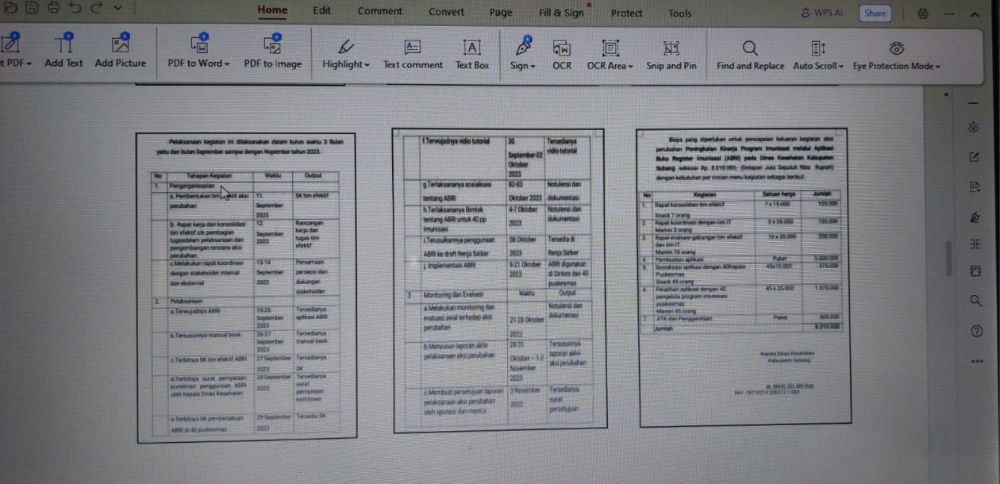 Home Edit Comment Convert Page Fill & Sign Protect Tools WPS AI Share
it PDF Add Text Add Picture PDF to Word PDF to Image Highlight Text comment Text Box Sign OCR OCR Area Snip and Pin Find and Replace Auto Scroll Eye Protection Mode
Pelaksanaan kegiatan ini dilaksanakan dalam kurun waktu 3 Bulan
yaitu dari bulan September sampai dengan Nopember tahun 2023.
No Tahapan Kegiatan Waktu Output
1. Pengorganisasian
a. Pembentukan tim efektif aksi 11 SK tim efektif
perubahan September
2023
b. Rapat kerja dan konsolidasi 12 Rancangan
tim efektif utk pembagian September kerja dan
tugasdalam pelaksanaan dan 2023 tugas tim
pengembangan rencana aksi efektif
perubahan.
c.Melakukan rapat koordinasi 13-14 Persamaan
dengan stakeholder internal September persepsi dan
dan eksternal 2023 dukungan
stakeholder
2. Pelaksanaan
a.Terwujudnya ABRI 15-25 Tersedianya
September aplikasi ABRI
2023
b.Tersusunnya manual book 26-27 Tersedianya
September manual book
2023
c.Terbitnya SK tim efektif ABRI 27 September Tersedianya
2023 SK
d.Terbitnya surat pernyataan 28 September Tersedianya
komitmen penggunaan ABRI 2023 surat
oleh Kepala Dinas Kesehatan pernyataan
komitmen
e.Terbitnya SK pemberlakuan 29 September Tersedia SK
ABRI di 40 puskesmas 2023
f.Terwujudnya vidio tutorial 30 Tersedianya
September-02 vidio tutorial
Oktober
2023
g.Terlaksananya sosialisasi 02-03 Notulensi dan
tentang ABRI Oktober 2023 dokumentasi
h.Terlaksananya Bimtek 4-7 Oktober Notulensi dan
tentang ABRI untuk 40 pp 2023 dokumentasi
Imunisasi
i.Terusulkannya penggunaan 08 Oktober Tersedia di
ABRI ke draft Renja Satker 2023 Renja Satker
j. Implementasi ABRI 9-21 Oktober ABRI digunakan
2023 di Dinkes dan 40
puskesmas
3 Monitoring dan Evaluasi Waktu Output
a.Melakukan monitoring dan Notulensi dan
evaluasi awal terhadap aksi 21-28 Oktober dokumentasi
perubahan 2023
b.Menyusun laporan akhir 28-31 Tersusunnya
pelaksanaan aksi perubahan Oktober - 1-2 laporan akhir
November aksi perubahan
2023
c.Membuat persetujuan laporan 3 November Tersedianya
pelaksanaan aksi perubahan 2023 surat
oleh sponsor dan mentor persetujuan
Biaya yang diperlukan untuk pencapaian keluaran kegiatan aksi
perubahan Peningkatan Kinerja Program Imunisasi melalui Aplikasi
Buku Register Imunisasi (ABRI) pada Dinas Kesehatan Kabupaten
Subang sebesar Rp. 8.010.000,- (Delapan Juta Sepuluh Ribu Rupiah)
dengan kebutuhan per rincian menu kegiatan sebagai berikut:
No Kegiatan Satuan harga Jumlah
1. Rapat konsolidasi tim efektif 7 x 15.000 105.000
Snack 7 orang
2. Rapat koordinasi dengan tim IT 3 x 35.000 105.000
Mamin 3 orang
3. Rapat evaluasi gabungan tim efektif 10 x 35.000 350.000
dan tim IT
Mamin 10 orang
4. Pembuatan aplikasi Paket 5.000.000
5. Sosialisasi aplikasi dengan 40Kepala 45x15.000 375.000
Puskesmas
Snack 45 orang
6. Pelatihan aplikasi dengan 40 45 x 35.000 1.575.000
pengelola program imunisasi
puskesmas
Mamin 45 orang
7. ATK dan Penggandaan Paket 500.000
Jumlah 8.010.000
Kepala Dinas Kesehatan
Kabupaten Subang,